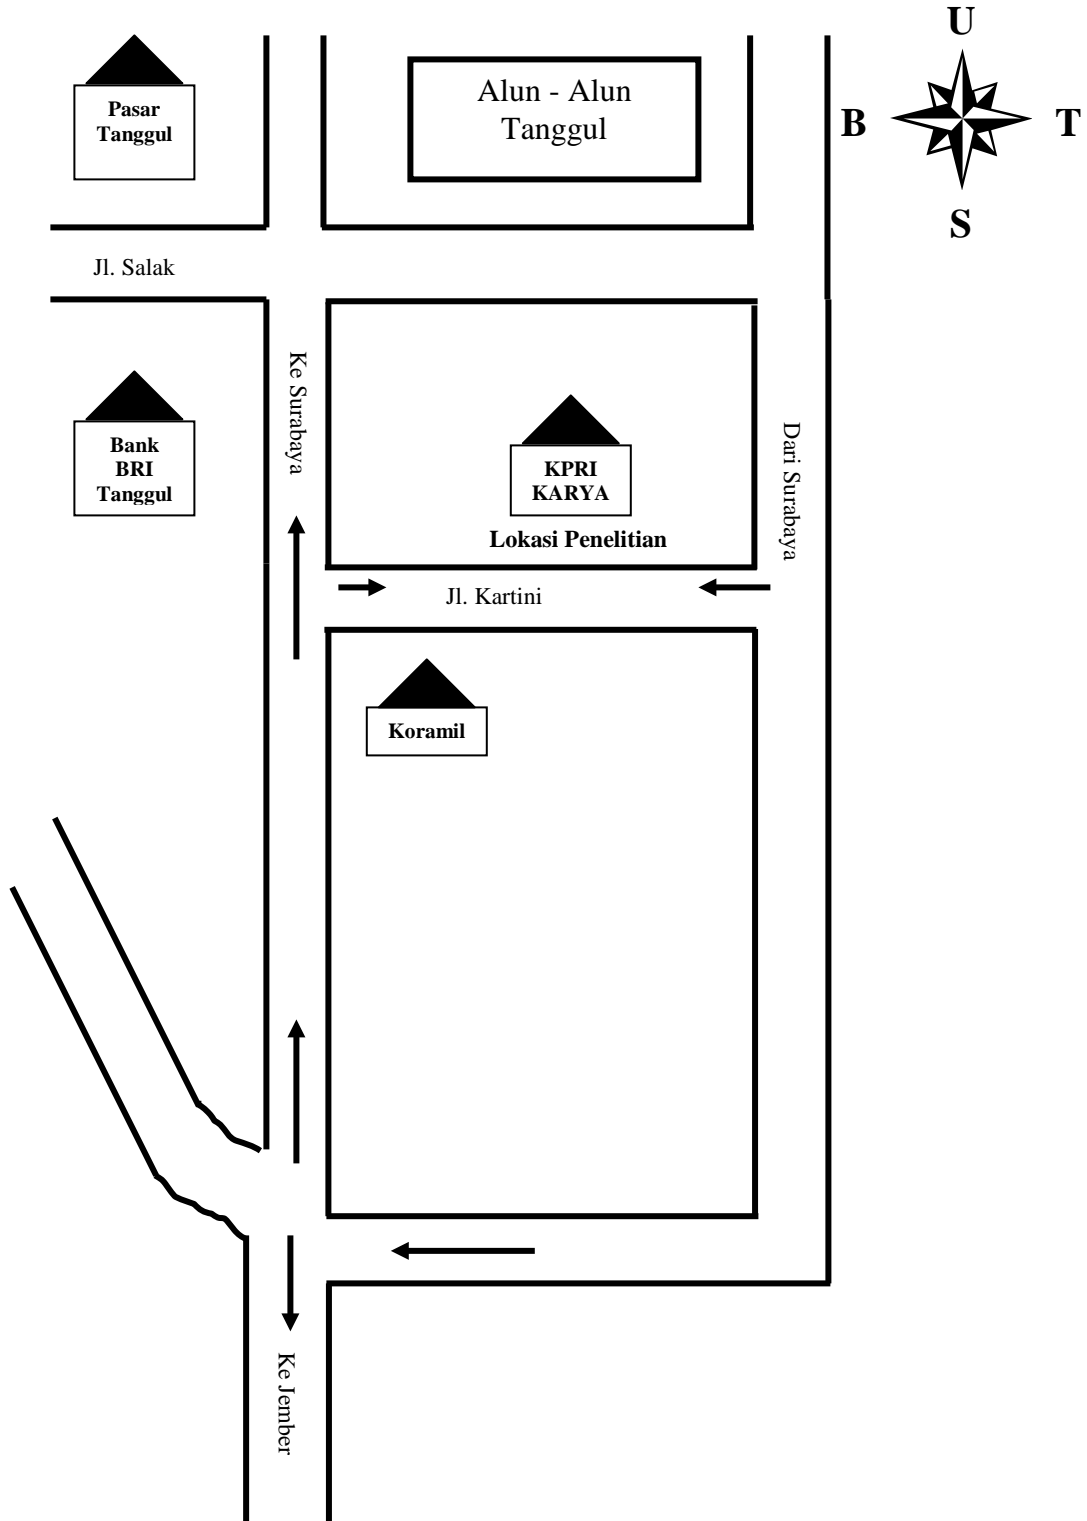 U
Pasar
Tanggul
Alun - Alun
Tanggul
B
T
S
Jl. Salak
Ke Surabaya
Bank
BRI
Tanggul
KPRI
KARYA
Dari Surabaya
Lokasi Penelitian
Jl. Kartini
Koramil
Ke Jember